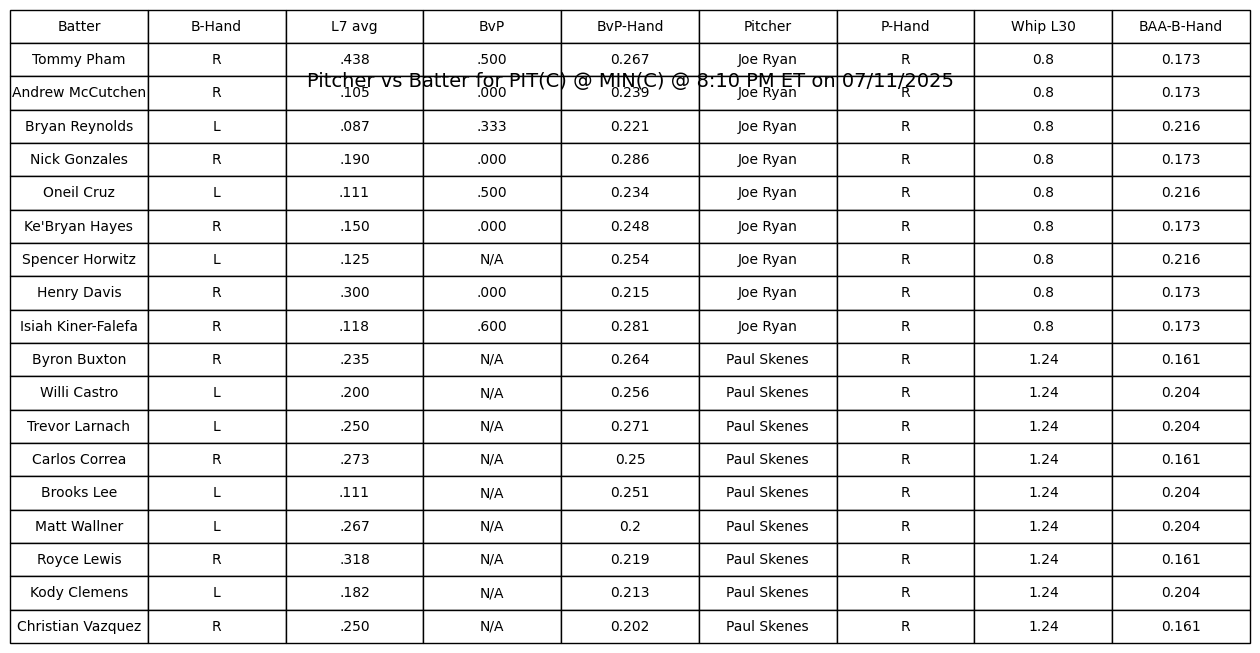 Batter B-Hand L7 avg BvP BvP-Hand Pitcher P-Hand Whip L30 BAA-B-Hand
Tommy Pham R .438 .500 0.267 Joe Ryan R 0.8 0.173
Pitcher vs Batter for PIT(C) @ MIN(C) @ 8:10 PM ET on 07/11/2025
Andrew McCutchen R .105 .000 0.239 Joe Ryan R 0.8 0.173
Bryan Reynolds L .087 .333 0.221 Joe Ryan R 0.8 0.216
Nick Gonzales R .190 .000 0.286 Joe Ryan R 0.8 0.173
Oneil Cruz L .111 .500 0.234 Joe Ryan R 0.8 0.216
Ke'Bryan Hayes R .150 .000 0.248 Joe Ryan R 0.8 0.173
Spencer Horwitz L .125 N/A 0.254 Joe Ryan R 0.8 0.216
Henry Davis R .300 .000 0.215 Joe Ryan R 0.8 0.173
Isiah Kiner-Falefa R .118 .600 0.281 Joe Ryan R 0.8 0.173
Byron Buxton R .235 N/A 0.264 Paul Skenes R 1.24 0.161
Willi Castro L .200 N/A 0.256 Paul Skenes R 1.24 0.204
Trevor Larnach L .250 N/A 0.271 Paul Skenes R 1.24 0.204
Carlos Correa R .273 N/A 0.25 Paul Skenes R 1.24 0.161
Brooks Lee L .111 N/A 0.251 Paul Skenes R 1.24 0.204
Matt Wallner L .267 N/A 0.2 Paul Skenes R 1.24 0.204
Royce Lewis R .318 N/A 0.219 Paul Skenes R 1.24 0.161
Kody Clemens L .182 N/A 0.213 Paul Skenes R 1.24 0.204
Christian Vazquez R .250 N/A 0.202 Paul Skenes R 1.24 0.161